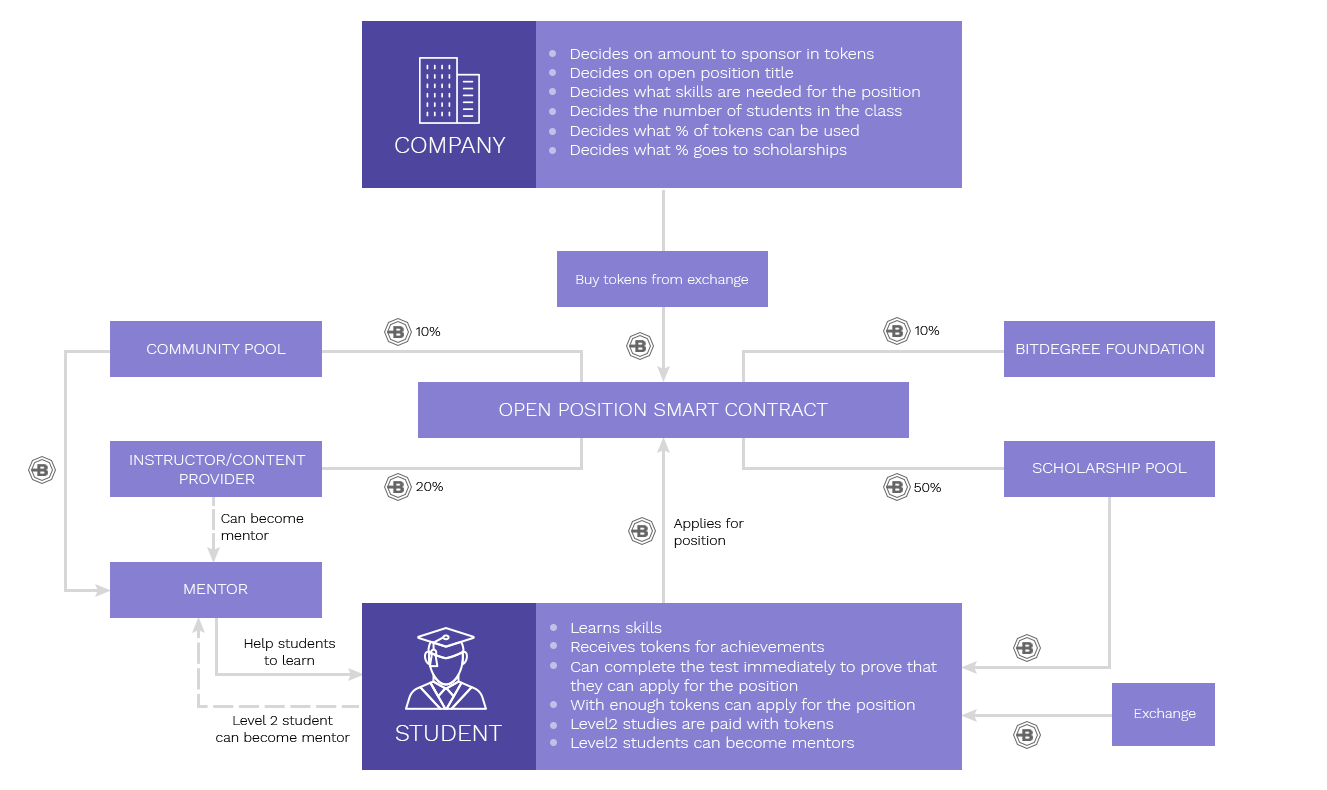 COMPANY
Decides on amount to sponsor in tokens
Decides on open position title
Decides what skills are needed for the position
Decides the number of students in the class
Decides what % of tokens can be used
Decides what % goes to scholarships
Buy tokens from exchange
COMMUNITY POOL
B 10%
B
B 10%
BITDEGREE FOUNDATION
OPEN POSITION SMART CONTRACT
INSTRUCTOR/CONTENT
PROVIDER
B 20%
B 50%
SCHOLARSHIP POOL
B
Can become
mentor
B
Applies for
position
MENTOR
Help students
to learn
Level 2 student
can become mentor
STUDENT
Learns skills
Receives tokens for achievements
Can complete the test immediately to prove that
they can apply for the position
With enough tokens can apply for the position
Level2 studies are paid with tokens
Level2 students can become mentors
B
Exchange
B